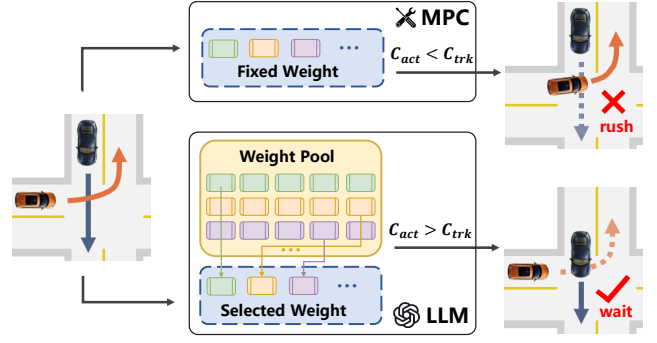 MPC
Fixed Weight
C_act < C_trk
rush
Weight Pool
C_act > C_trk
Selected Weight
LLM
wait